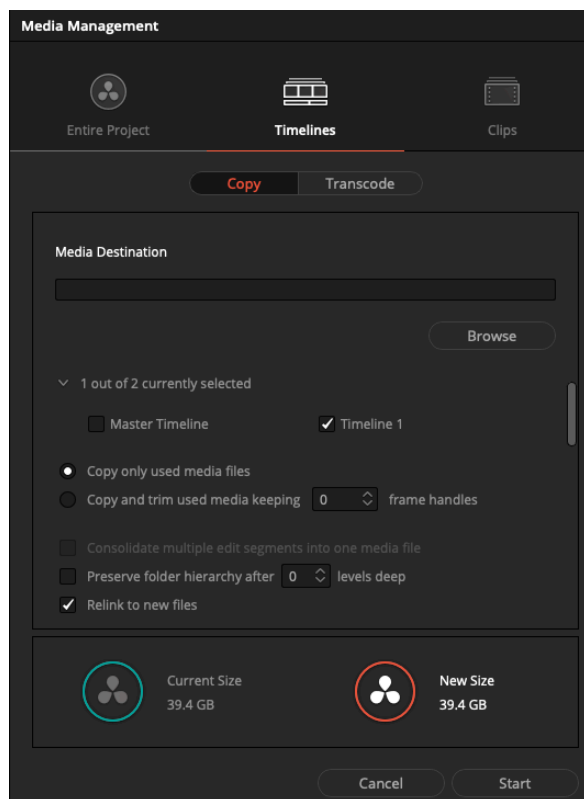 Media Management
Entire Project
Timelines
Clips
Copy
Transcode
Media Destination
Browse
1 out of 2 currently selected
Master Timeline
Timeline 1
Copy only used media files
Copy and trim used media keeping 0 frame handles
Consolidate multiple edit segments into one media file
Preserve folder hierarchy after 0 levels deep
Relink to new files
Current Size
39.4 GB
New Size
39.4 GB
Cancel
Start